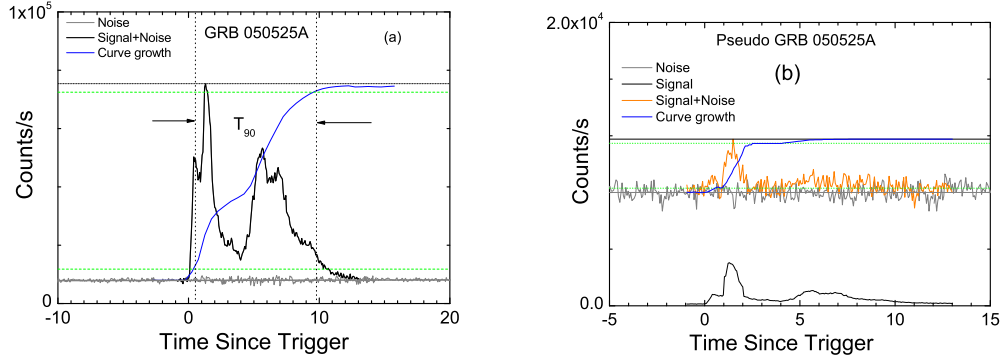 1x10^5
Noise
Signal+Noise
Curve growth
GRB 050525A
(a)
T_90
Counts/s
0
-10
0
10
20
Time Since Trigger
2.0x10^4
Pseudo GRB 050525A
(b)
Noise
Signal
Signal+Noise
Curve growth
Counts/s
0.0
-5
0
5
10
15
Time Since Trigger